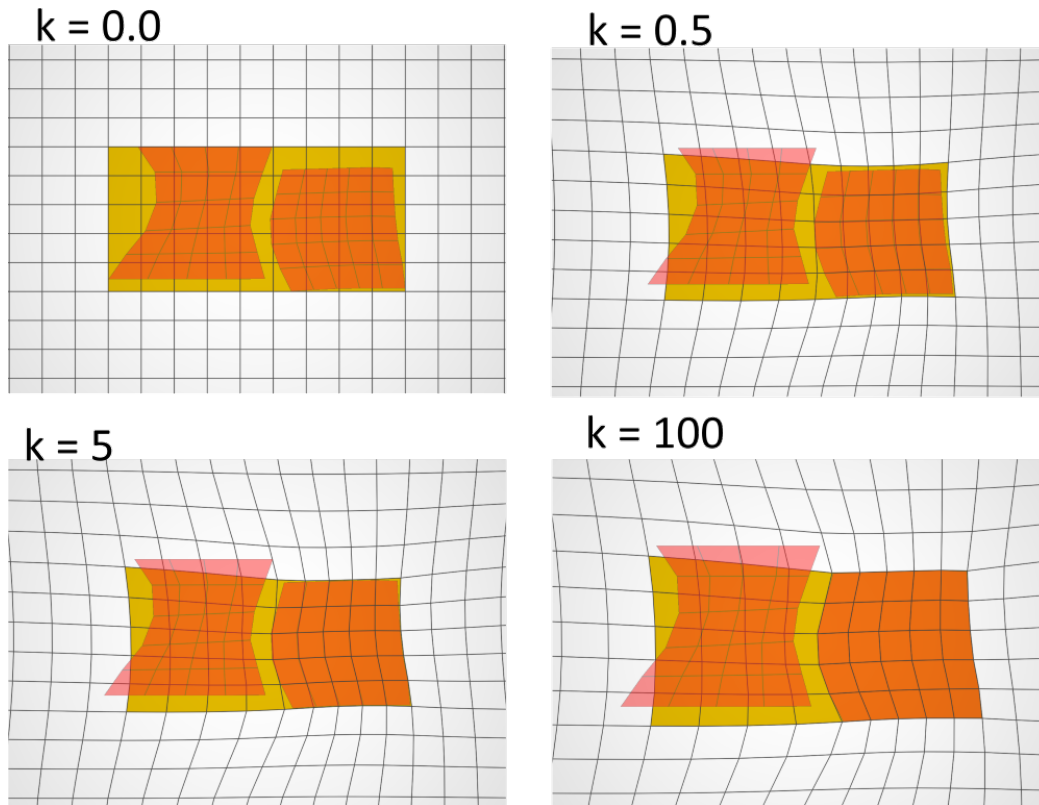 k = 0.0
k = 0.5
k = 5
k = 100